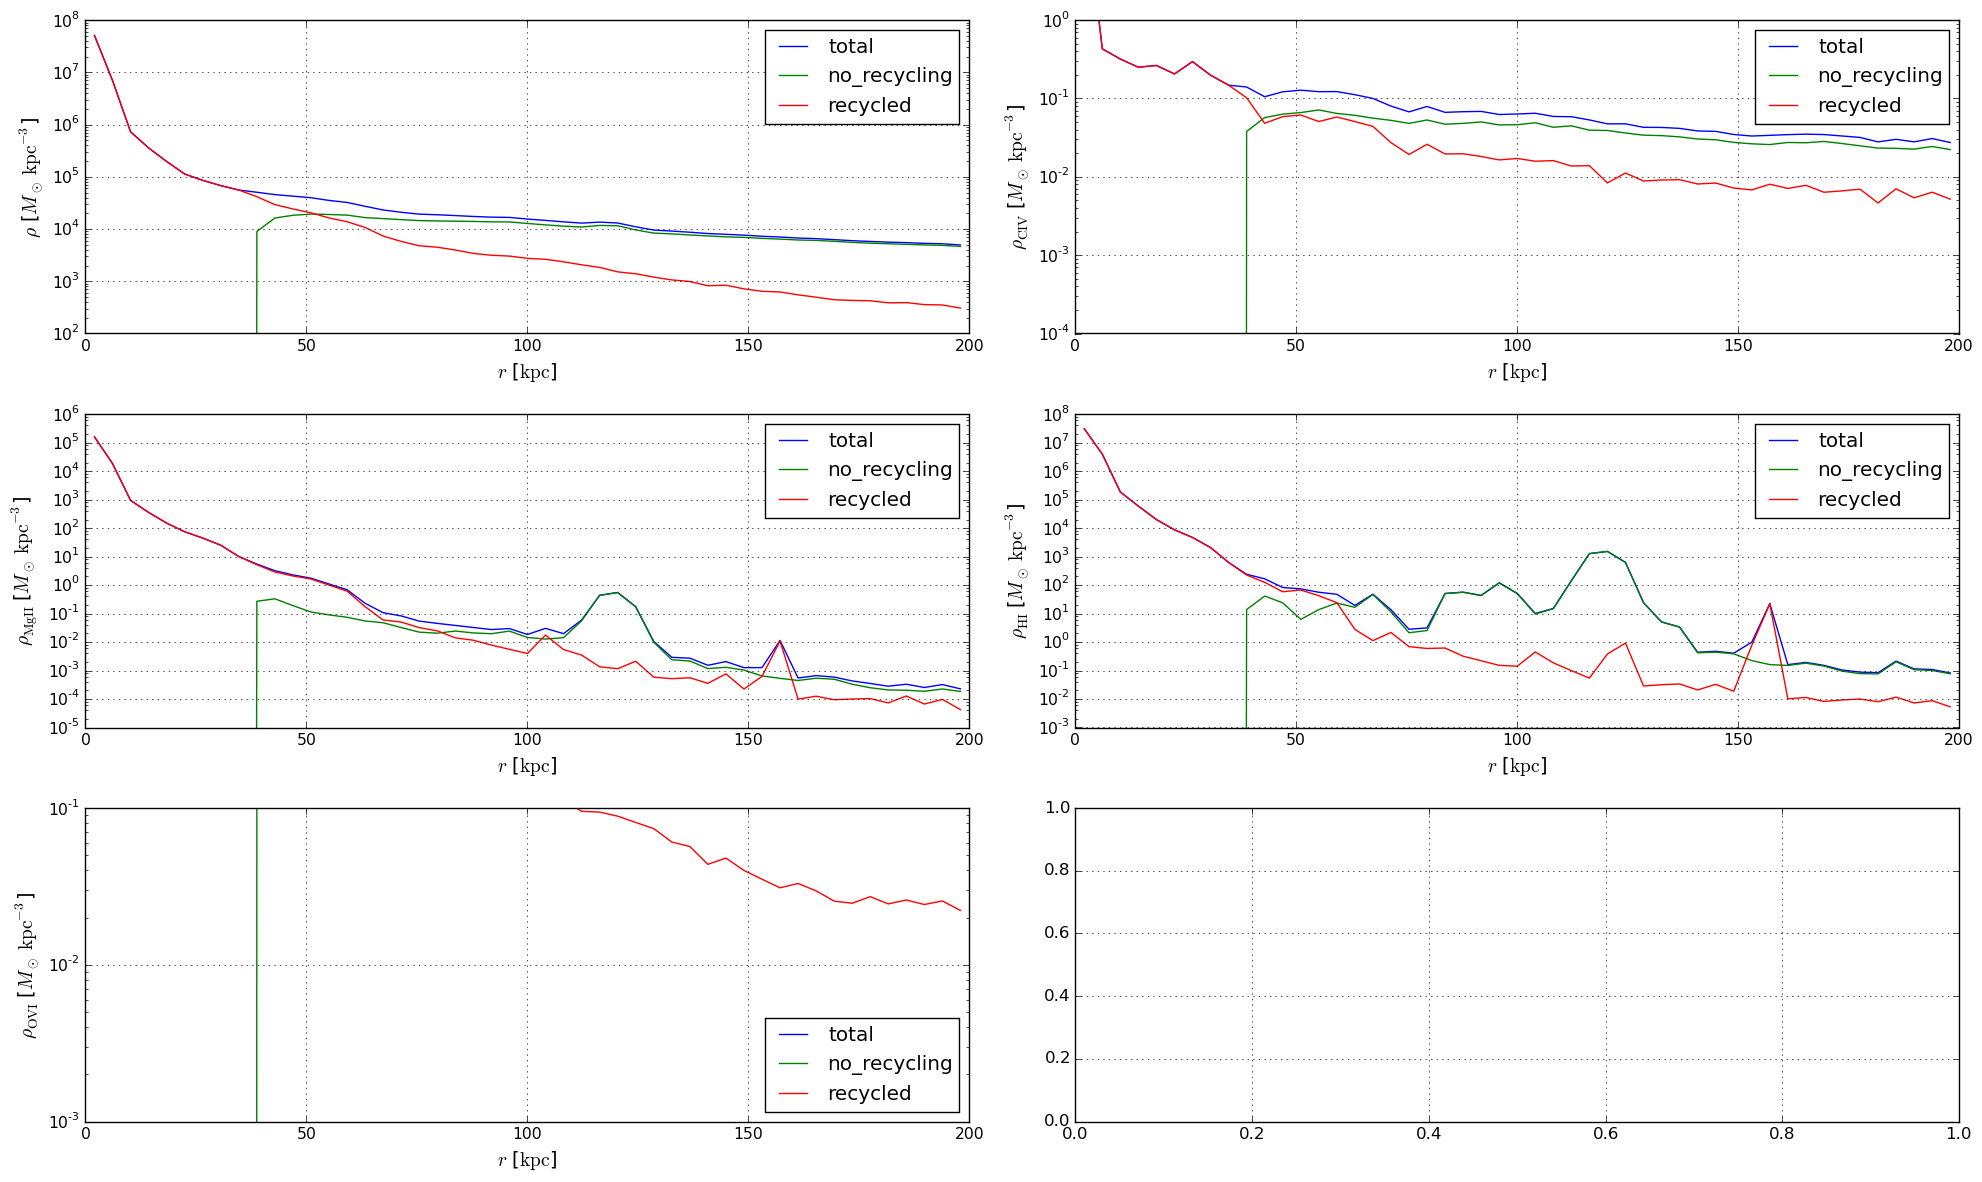 10^8
10^7
10^6
10^5
10^4
10^3
10^2
ρ [M_⊙ kpc^{-3}]
total
no_recycling
recycled
0 50 100 150 200
r [kpc]
10^0
10^{-1}
10^{-2}
10^{-3}
10^{-4}
ρ_CIV [M_⊙ kpc^{-3}]
total
no_recycling
recycled
0 50 100 150 200
r [kpc]
10^6
10^5
10^4
10^3
10^2
10^1
10^0
10^{-1}
10^{-2}
10^{-3}
10^{-4}
10^{-5}
ρ_MgII [M_⊙ kpc^{-3}]
total
no_recycling
recycled
0 50 100 150 200
r [kpc]
10^8
10^7
10^6
10^5
10^4
10^3
10^2
10^1
10^0
10^{-1}
10^{-2}
10^{-3}
ρ_HI [M_⊙ kpc^{-3}]
total
no_recycling
recycled
0 50 100 150 200
r [kpc]
10^{-1}
10^{-2}
10^{-3}
ρ_OVI [M_⊙ kpc^{-3}]
total
no_recycling
recycled
0 50 100 150 200
r [kpc]
1.0
0.8
0.6
0.4
0.2
0.0
0.0 0.2 0.4 0.6 0.8 1.0